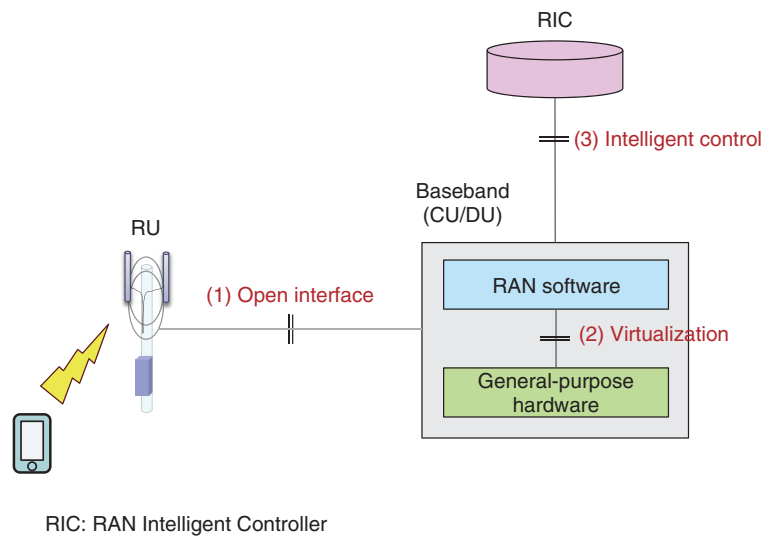 RIC
(3) Intelligent control
Baseband
(CU/DU)
RU
RAN software
(1) Open interface
(2) Virtualization
General-purpose
hardware
RIC: RAN Intelligent Controller